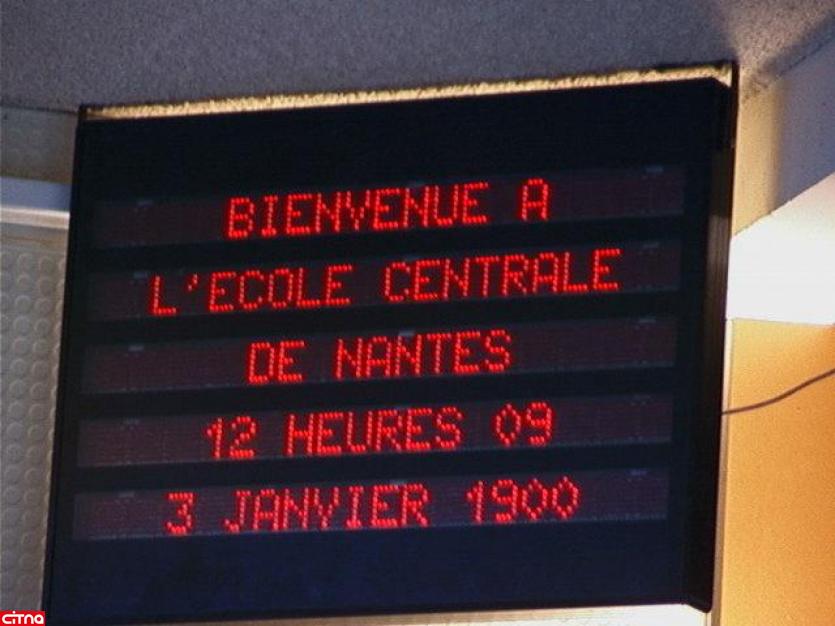 BIENVENUE A
L'ECOLE CENTRALE
DE NANTES
12 HEURES 09
3 JANVIER 1900
citna